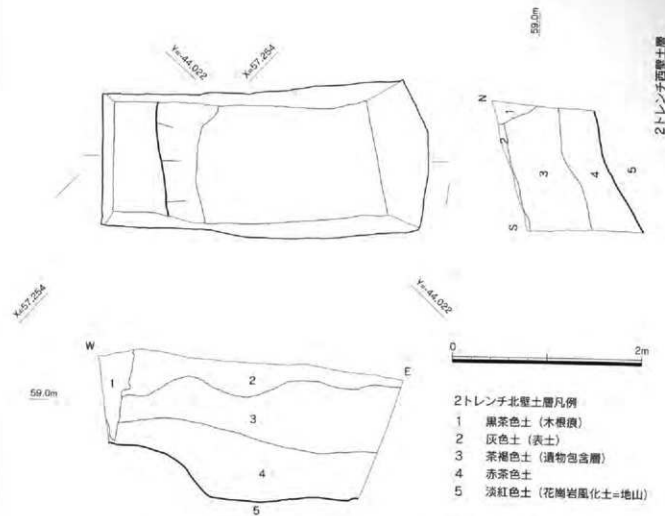 59.0m
2トレンチ西壁土層
Y=-44,022
X=57,254
N
1
2
3
4
5
S
X=57,254
Y=-44,022
W
E
59.0m
1
2
3
4
5
0
2m
2トレンチ北壁土層凡例
1 黒茶色土（木根痕）
2 灰色土（表土）
3 茶褐色土（遺物包含層）
4 赤茶色土
5 淡紅色土（花崗岩風化土=地山）